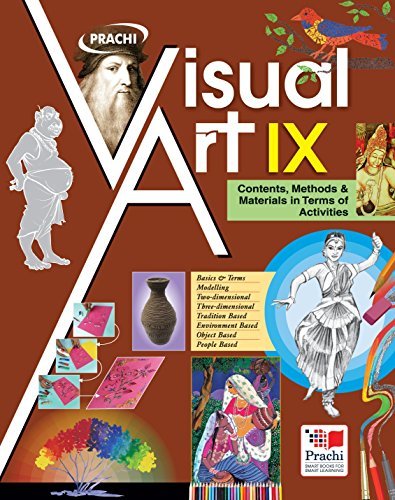 PRACHI
Visual
Art IX
Contents, Methods &
Materials in Terms of
Activities
Basics & Terms
Modelling
Two-dimensional
Three-dimensional
Tradition Based
Environment Based
Object Based
People Based
Prachi
SMART BOOKS FOR
SMART LEARNING